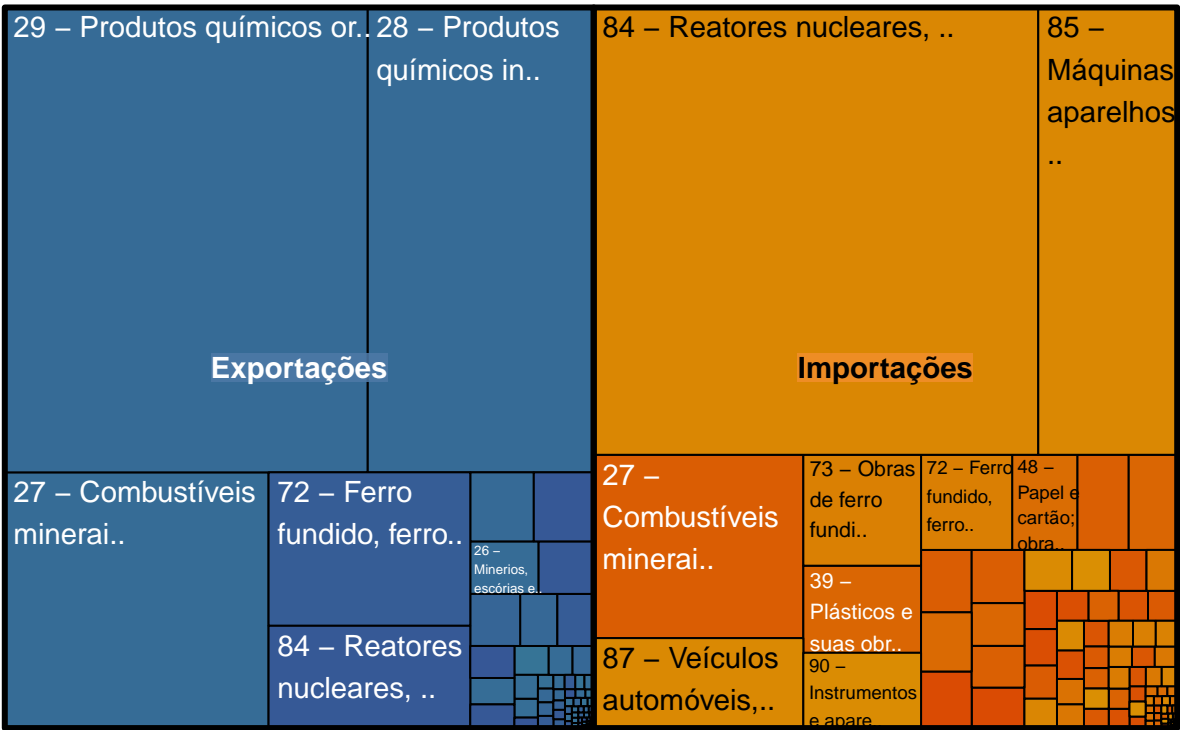 29 – Produtos químicos or..
28 – Produtos
químicos in..
Exportações
27 – Combustíveis
minerai..
72 – Ferro
fundido, ferro..
84 – Reatores
nucleares, ..
26 –
Minerios,
escórias e..
84 – Reatores nucleares, ..
85 –
Máquinas
aparelhos
..
Importações
27 –
Combustíveis
minerai..
87 – Veículos
automóveis,..
73 – Obras
de ferro
fundi..
39 –
Plásticos e
suas obr..
90 –
Instrumentos
e apare
72 – Ferro
fundido,
ferro..
48 –
Papel e
cartão;
obra..